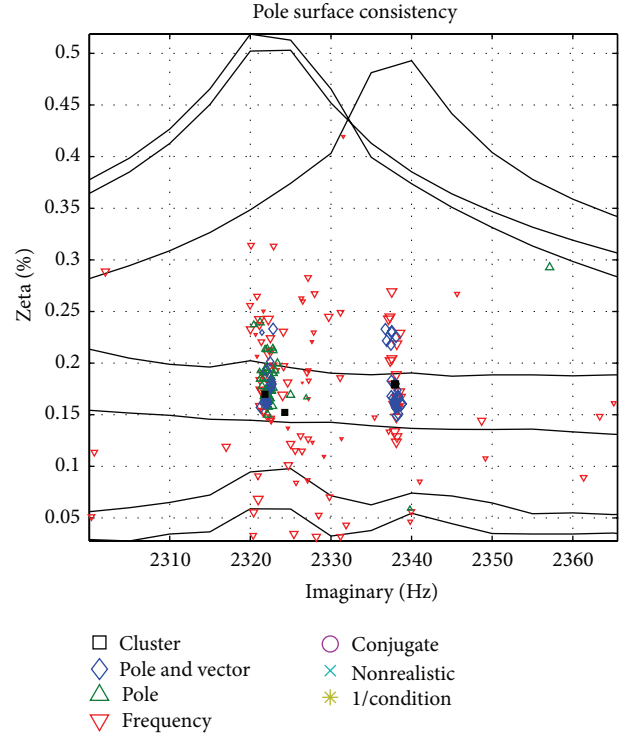 Pole surface consistency
0.5
0.45
0.4
0.35
0.3
0.25
0.2
0.15
0.1
0.05
Zeta (%)
2310 2320 2330 2340 2350 2360
Imaginary (Hz)
Cluster
Pole and vector
Pole
Frequency
Conjugate
Nonrealistic
1/condition